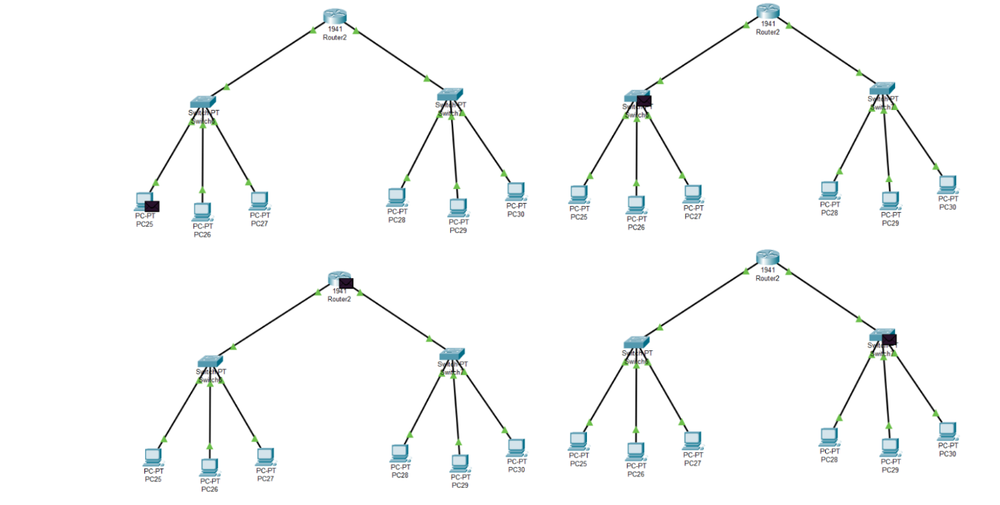 1941
Router2
Switch-PT
Switch6
Switch-PT
Switch7
PC-PT
PC25
PC-PT
PC26
PC-PT
PC27
PC-PT
PC28
PC-PT
PC29
PC-PT
PC30
1941
Router2
Switch-PT
Switch6
Switch-PT
Switch7
PC-PT
PC25
PC-PT
PC26
PC-PT
PC27
PC-PT
PC28
PC-PT
PC29
PC-PT
PC30
1941
Router2
Switch-PT
Switch6
Switch-PT
Switch7
PC-PT
PC25
PC-PT
PC26
PC-PT
PC27
PC-PT
PC28
PC-PT
PC29
PC-PT
PC30
1941
Router2
Switch-PT
Switch6
Switch-PT
Switch7
PC-PT
PC25
PC-PT
PC26
PC-PT
PC27
PC-PT
PC28
PC-PT
PC29
PC-PT
PC30